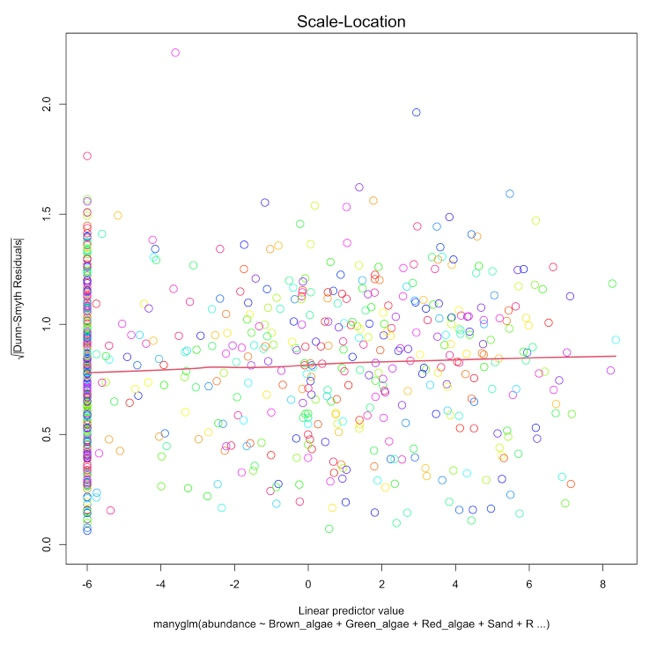 Scale-Location
√|Dunn-Smyth Residuals|
2.0
1.5
1.0
0.5
0.0
-6 -4 -2 0 2 4 6 8
Linear predictor value
manyglm(abundance ~ Brown_algae + Green_algae + Red_algae + Sand + R ...)